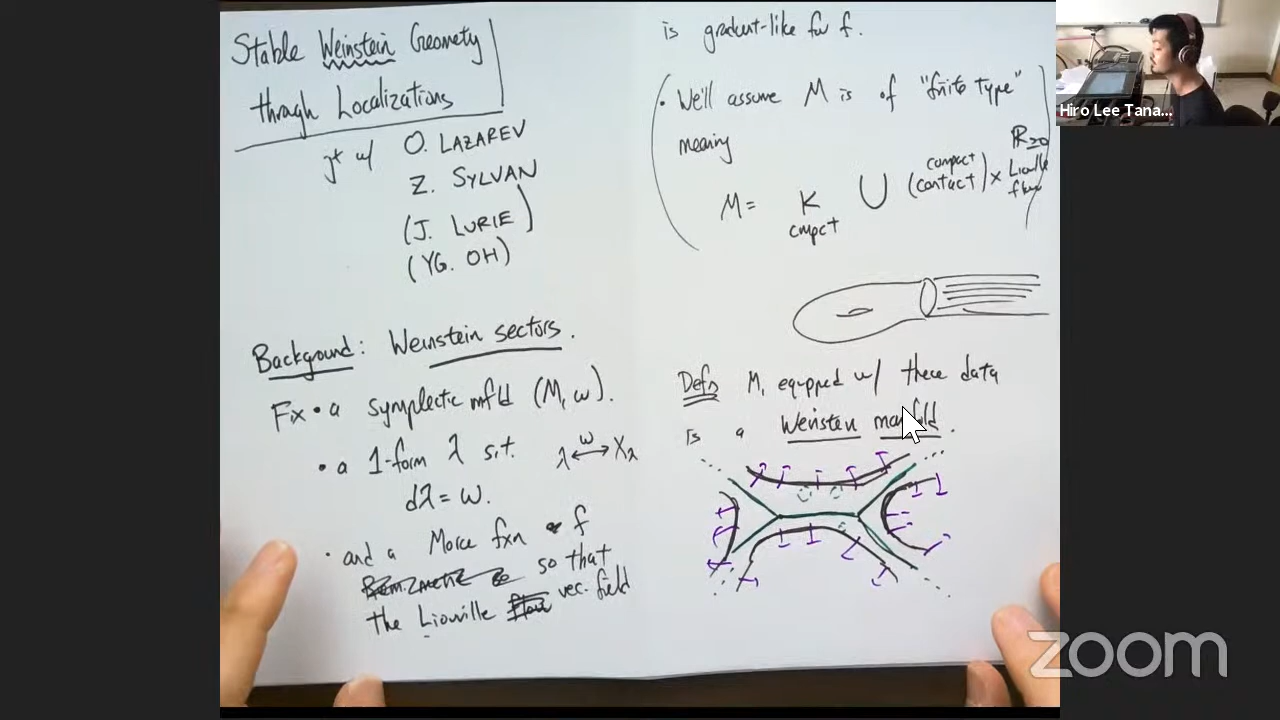 Stable Weinstein Geometry
through Localizations
jt w/ O. LAZAREV
Z. SYLVAN
(J. LURIE)
(YG. OH)
Background: Weinstein sectors.
Fix • a symplectic mfld (M, ω).
• a 1-form λ s.t. λ ω ↔ Xλ
dλ = ω.
• and a Morse fxn f
so that
the Liouville vec. field
is gradient-like for f.
• We'll assume M is of "finite type"
meaning
M = K ∪ (contact) × Liouville
cmpct compact flow
ℝ≥0
Defn M, equipped w/ these data
is a Weinstein manifold.
Hiro Lee Tana...
zoom